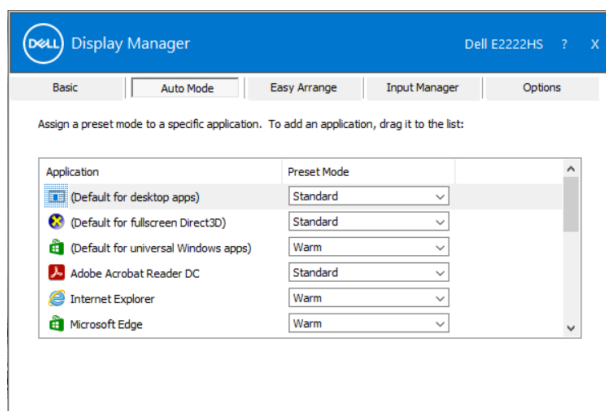 DELL Display Manager Dell E2222HS ? X
Basic Auto Mode Easy Arrange Input Manager Options
Assign a preset mode to a specific application. To add an application, drag it to the list:
Application Preset Mode
(Default for desktop apps) Standard
(Default for fullscreen Direct3D) Standard
(Default for universal Windows apps) Warm
Adobe Acrobat Reader DC Standard
Internet Explorer Warm
Microsoft Edge Warm